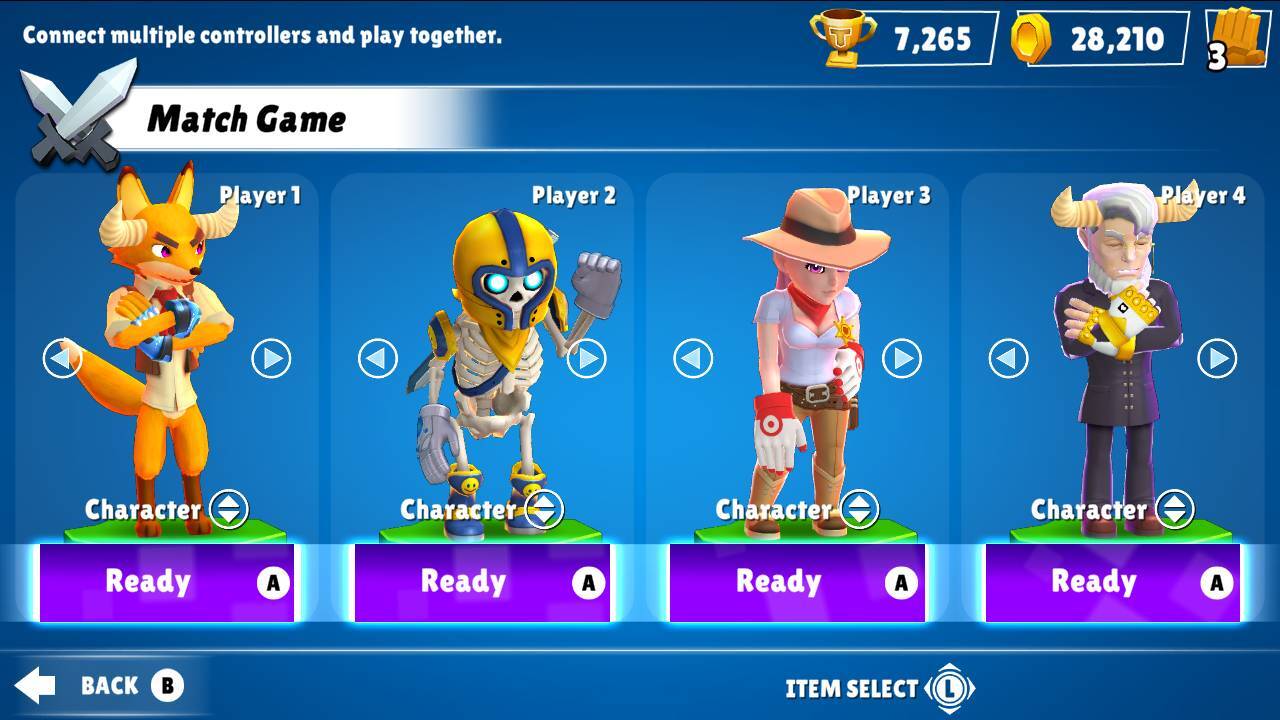 Connect multiple controllers and play together.
7,265
28,210
3
Match Game
Player 1
Player 2
Player 3
Player 4
Character
Character
Character
Character
Ready A
Ready A
Ready A
Ready A
BACK B
ITEM SELECT L